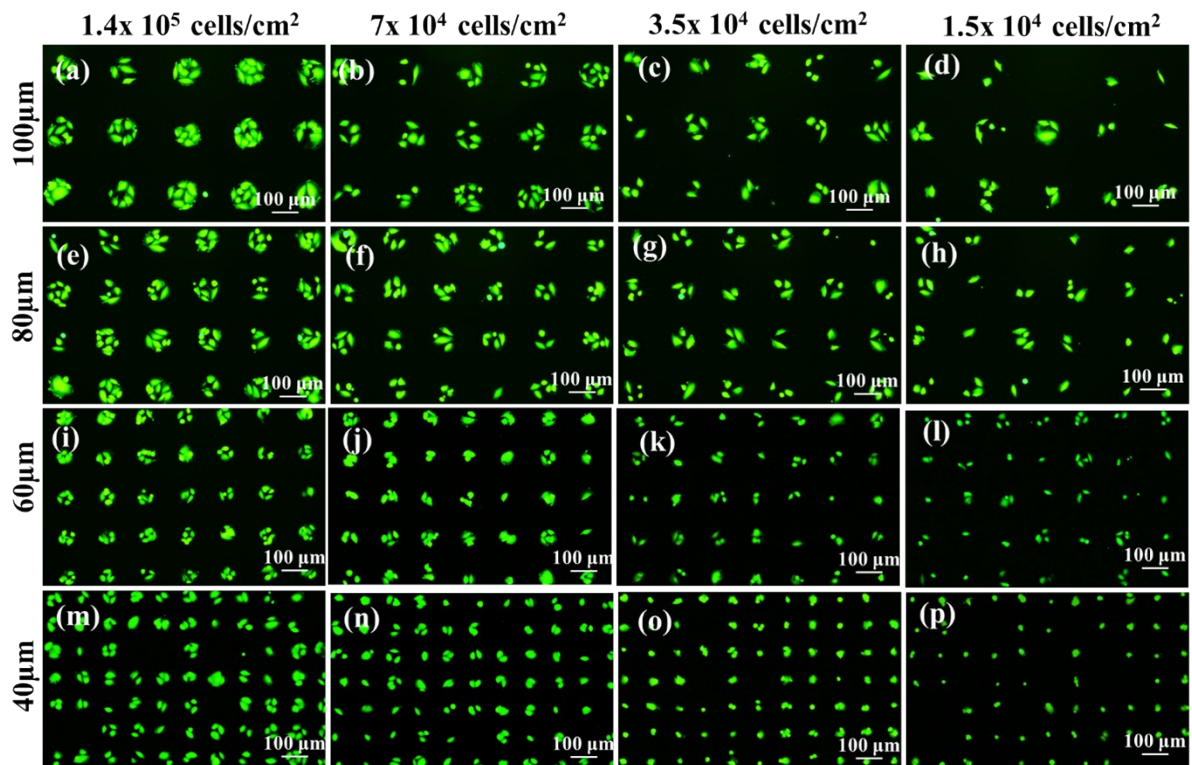 1.4x 10⁵ cells/cm² 7x 10⁴ cells/cm² 3.5x 10⁴ cells/cm² 1.5x 10⁴ cells/cm²
100μm
(a) (b) (c) (d)
100 μm 100 μm 100 μm 100 μm
80μm
(e) (f) (g) (h)
100 μm 100 μm 100 μm 100 μm
60μm
(i) (j) (k) (l)
100 μm 100 μm 100 μm 100 μm
40μm
(m) (n) (o) (p)
100 μm 100 μm 100 μm 100 μm